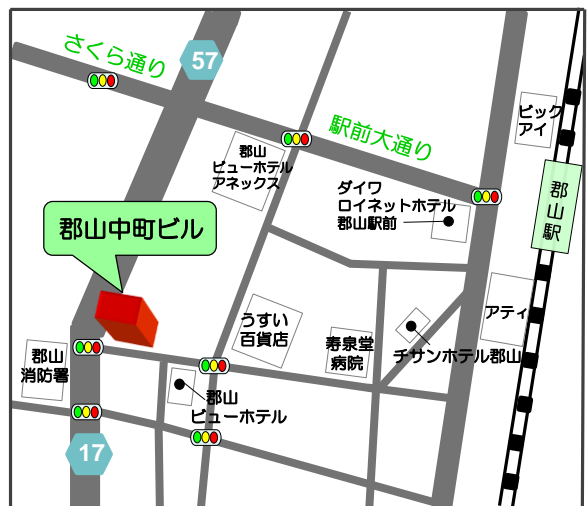 さくら通り
57
駅前大通り
ビック
アイ
郡山
ビューホテル
アネックス
ダイワ
ロイネットホテル
郡山駅前
郡山駅
郡山中町ビル
うすい
百貨店
寿泉堂
病院
アティ
チサンホテル郡山
郡山
消防署
郡山
ビューホテル
17